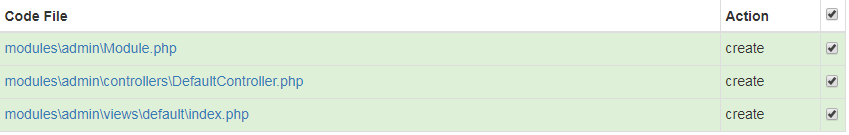 Code File Action
modules\admin\Module.php create
modules\admin\controllers\DefaultController.php create
modules\admin\views\default\index.php create